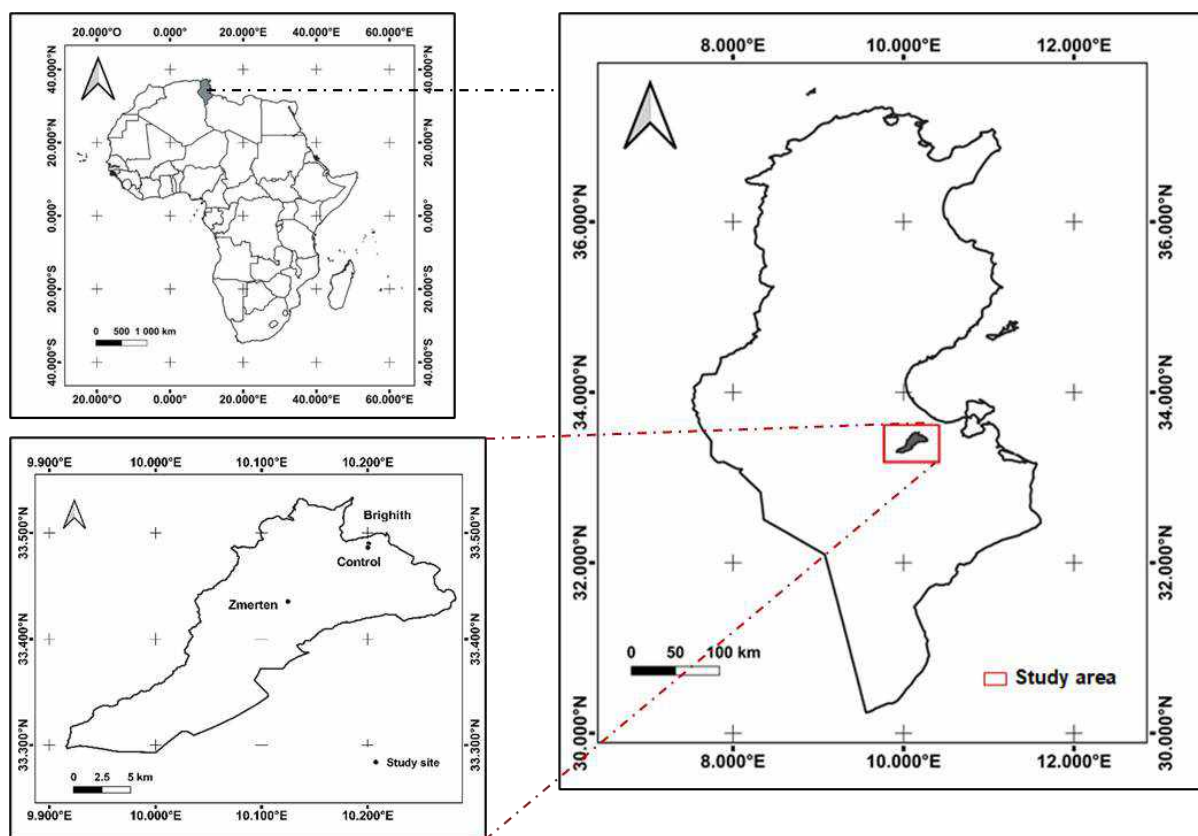 20.000°O 0.000° 20.000°E 40.000°E 60.000°E
40.000°N 40.000°N
20.000°N 20.000°N
0.000° 0.000°
20.000°S 20.000°S
40.000°S 40.000°S
0 500 1 000 km
20.000°O 0.000° 20.000°E 40.000°E 60.000°E
9.900°E 10.000°E 10.100°E 10.200°E
33.500°N 33.500°N
33.400°N 33.400°N
33.300°N 33.300°N
Brighith
Control
Zmerten
Study site
0 2.5 5 km
9.900°E 10.000°E 10.100°E 10.200°E
8.000°E 10.000°E 12.000°E
36.000°N 36.000°N
34.000°N 34.000°N
32.000°N 32.000°N
30.000°N 30.000°N
0 50 100 km
Study area
8.000°E 10.000°E 12.000°E